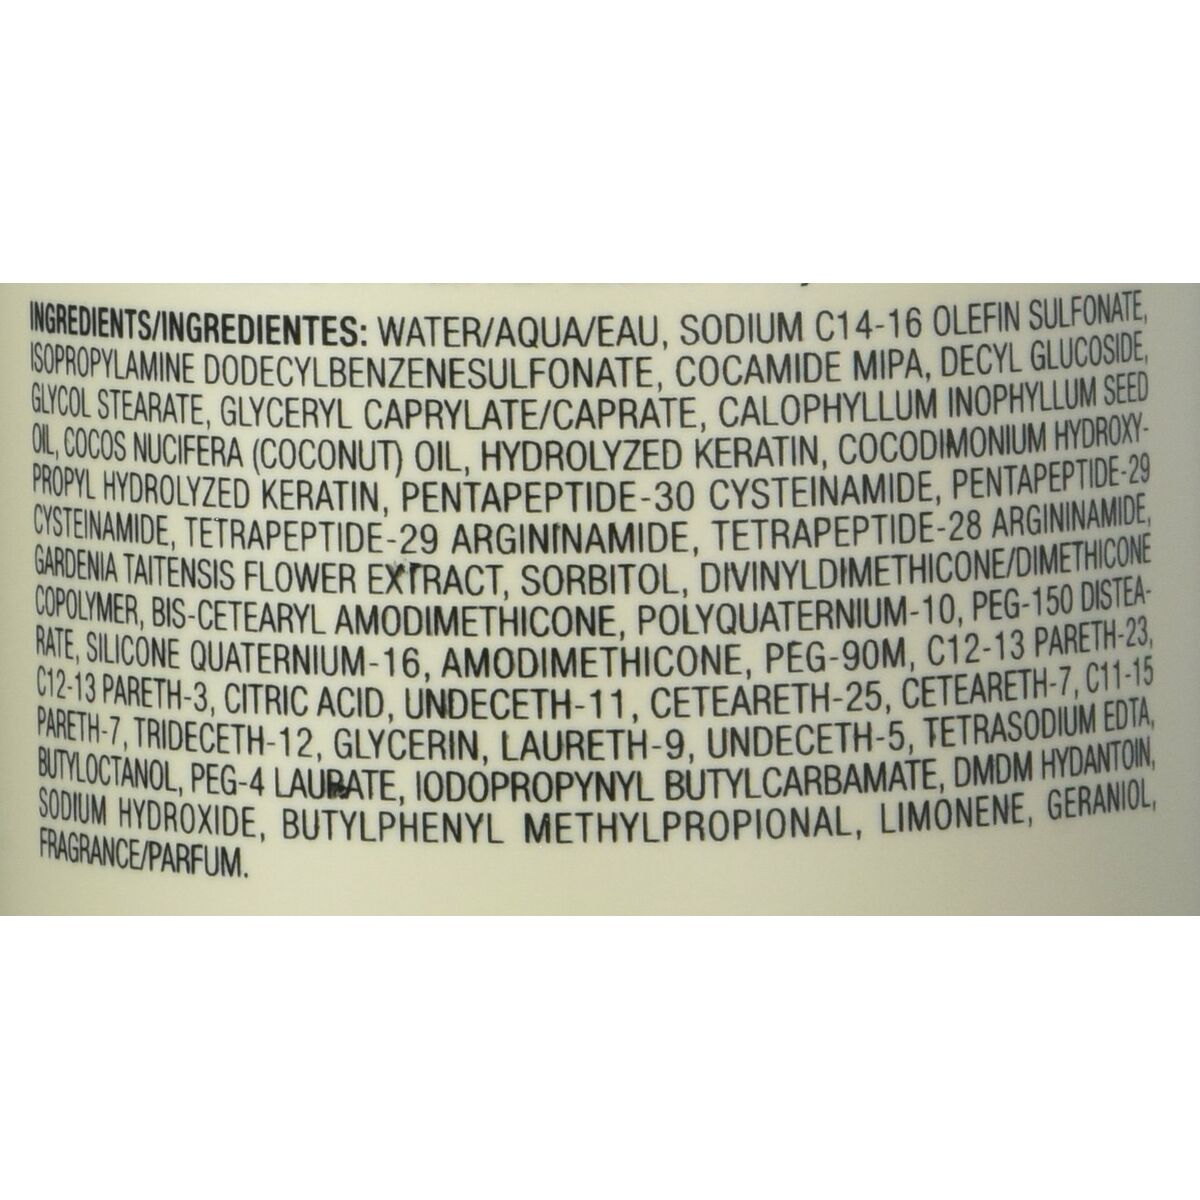 INGREDIENTS/INGREDIENTES: WATER/AQUA/EAU, SODIUM C14-16 OLEFIN SULFONATE,
ISOPROPYLAMINE DODECYLBENZENESULFONATE, COCAMIDE MIPA, DECYL GLUCOSIDE,
GLYCOL STEARATE, GLYCERYL CAPRYLATE/CAPRATE, CALOPHYLLUM INOPHYLLUM SEED
OIL, COCOS NUCIFERA (COCONUT) OIL, HYDROLYZED KERATIN, COCODIMONIUM HYDROXY-
PROPYL HYDROLYZED KERATIN, PENTAPEPTIDE-30 CYSTEINAMIDE, PENTAPEPTIDE-29
CYSTEINAMIDE, TETRAPEPTIDE-29 ARGININAMIDE, TETRAPEPTIDE-28 ARGININAMIDE,
GARDENIA TAITENSIS FLOWER EXTRACT, SORBITOL, DIVINYLDIMETHICONE/DIMETHICONE
COPOLYMER, BIS-CETEARYL AMODIMETHICONE, POLYQUATERNIUM-10, PEG-150 DISTEA-
RATE, SILICONE QUATERNIUM-16, AMODIMETHICONE, PEG-90M, C12-13 PARETH-23,
C12-13 PARETH-3, CITRIC ACID, UNDECETH-11, CETEARETH-25, CETEARETH-7, C11-15
PARETH-7, TRIDECETH-12, GLYCERIN, LAURETH-9, UNDECETH-5, TETRASODIUM EDTA,
BUTYLOCTANOL, PEG-4 LAURATE, IODOPROPYNYL BUTYLCARBAMATE, DMDM HYDANTOIN,
SODIUM HYDROXIDE, BUTYLPHENYL METHYLPROPIONAL, LIMONENE, GERANIOL,
FRAGRANCE/PARFUM.